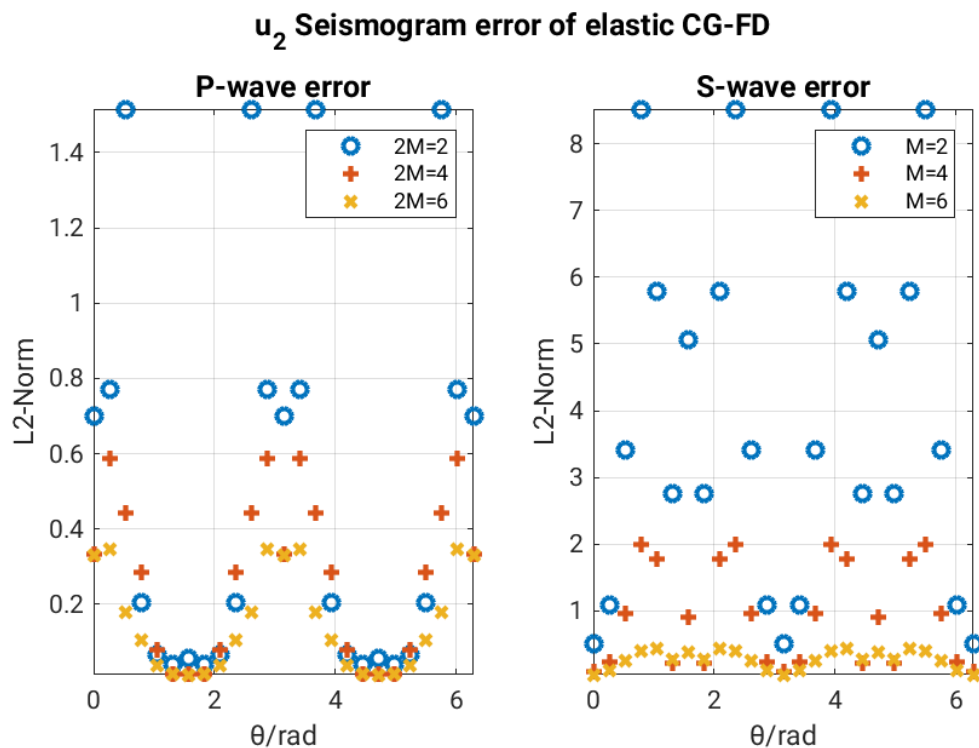 u2 Seismogram error of elastic CG-FD
P-wave error
S-wave error
2M=2
2M=4
2M=6
M=2
M=4
M=6
1.4
1.2
1
0.8
0.6
0.4
0.2
L2-Norm
0
2
4
6
θ/rad
8
7
6
5
4
3
2
1
L2-Norm
0
2
4
6
θ/rad